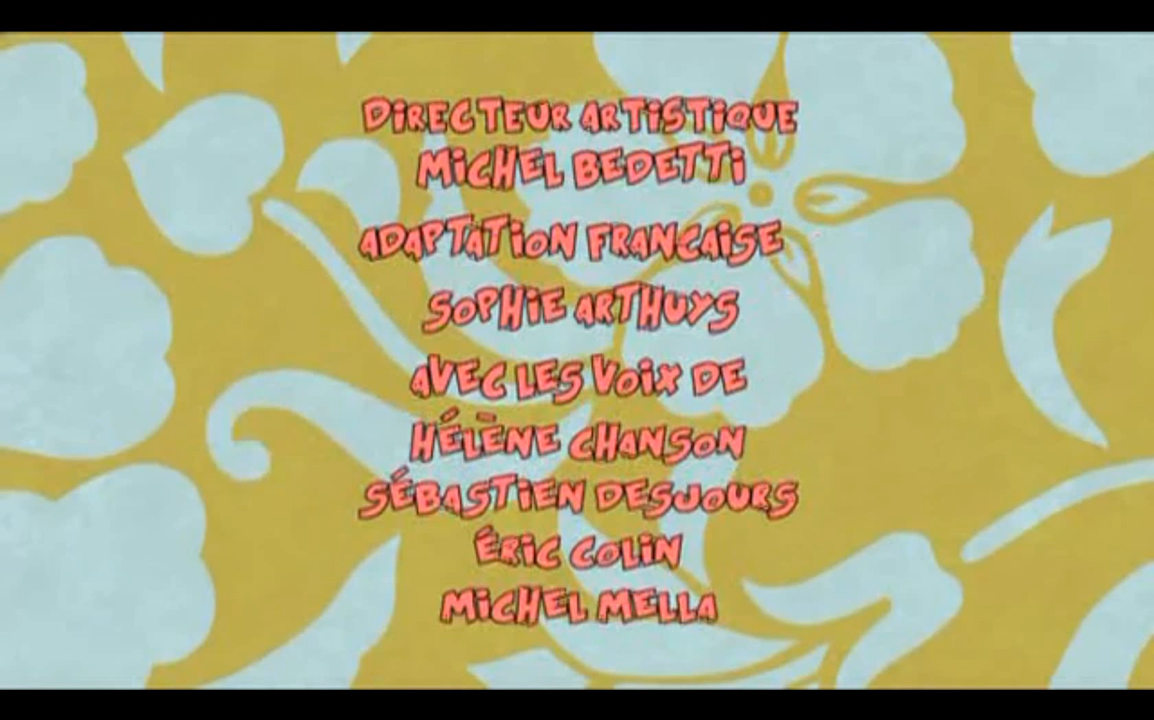 DIRECTEUR ARTISTIQUE
MICHEL BEDETTI
ADAPTATION FRANCAISE
SOPHIE ARTHUYS
AVEC LES VOIX DE
HÉLÈNE CHANSON
SÉBASTIEN DESJOURS
ÉRIC COLIN
MICHEL MELLA